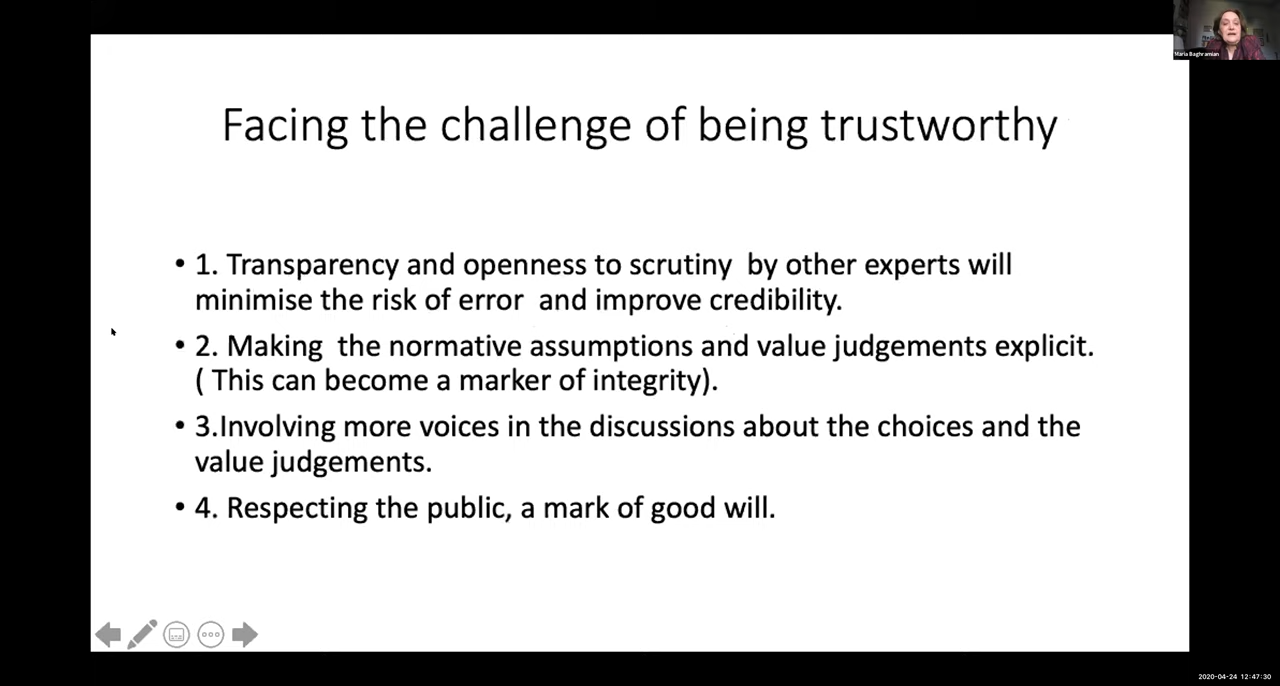 Maria Baghramian
Facing the challenge of being trustworthy
• 1. Transparency and openness to scrutiny  by other experts will
minimise the risk of error  and improve credibility.
• 2. Making  the normative assumptions and value judgements explicit.
( This can become a marker of integrity).
• 3.Involving more voices in the discussions about the choices and the
value judgements.
• 4. Respecting the public, a mark of good will.
2020-04-24 12:47:30